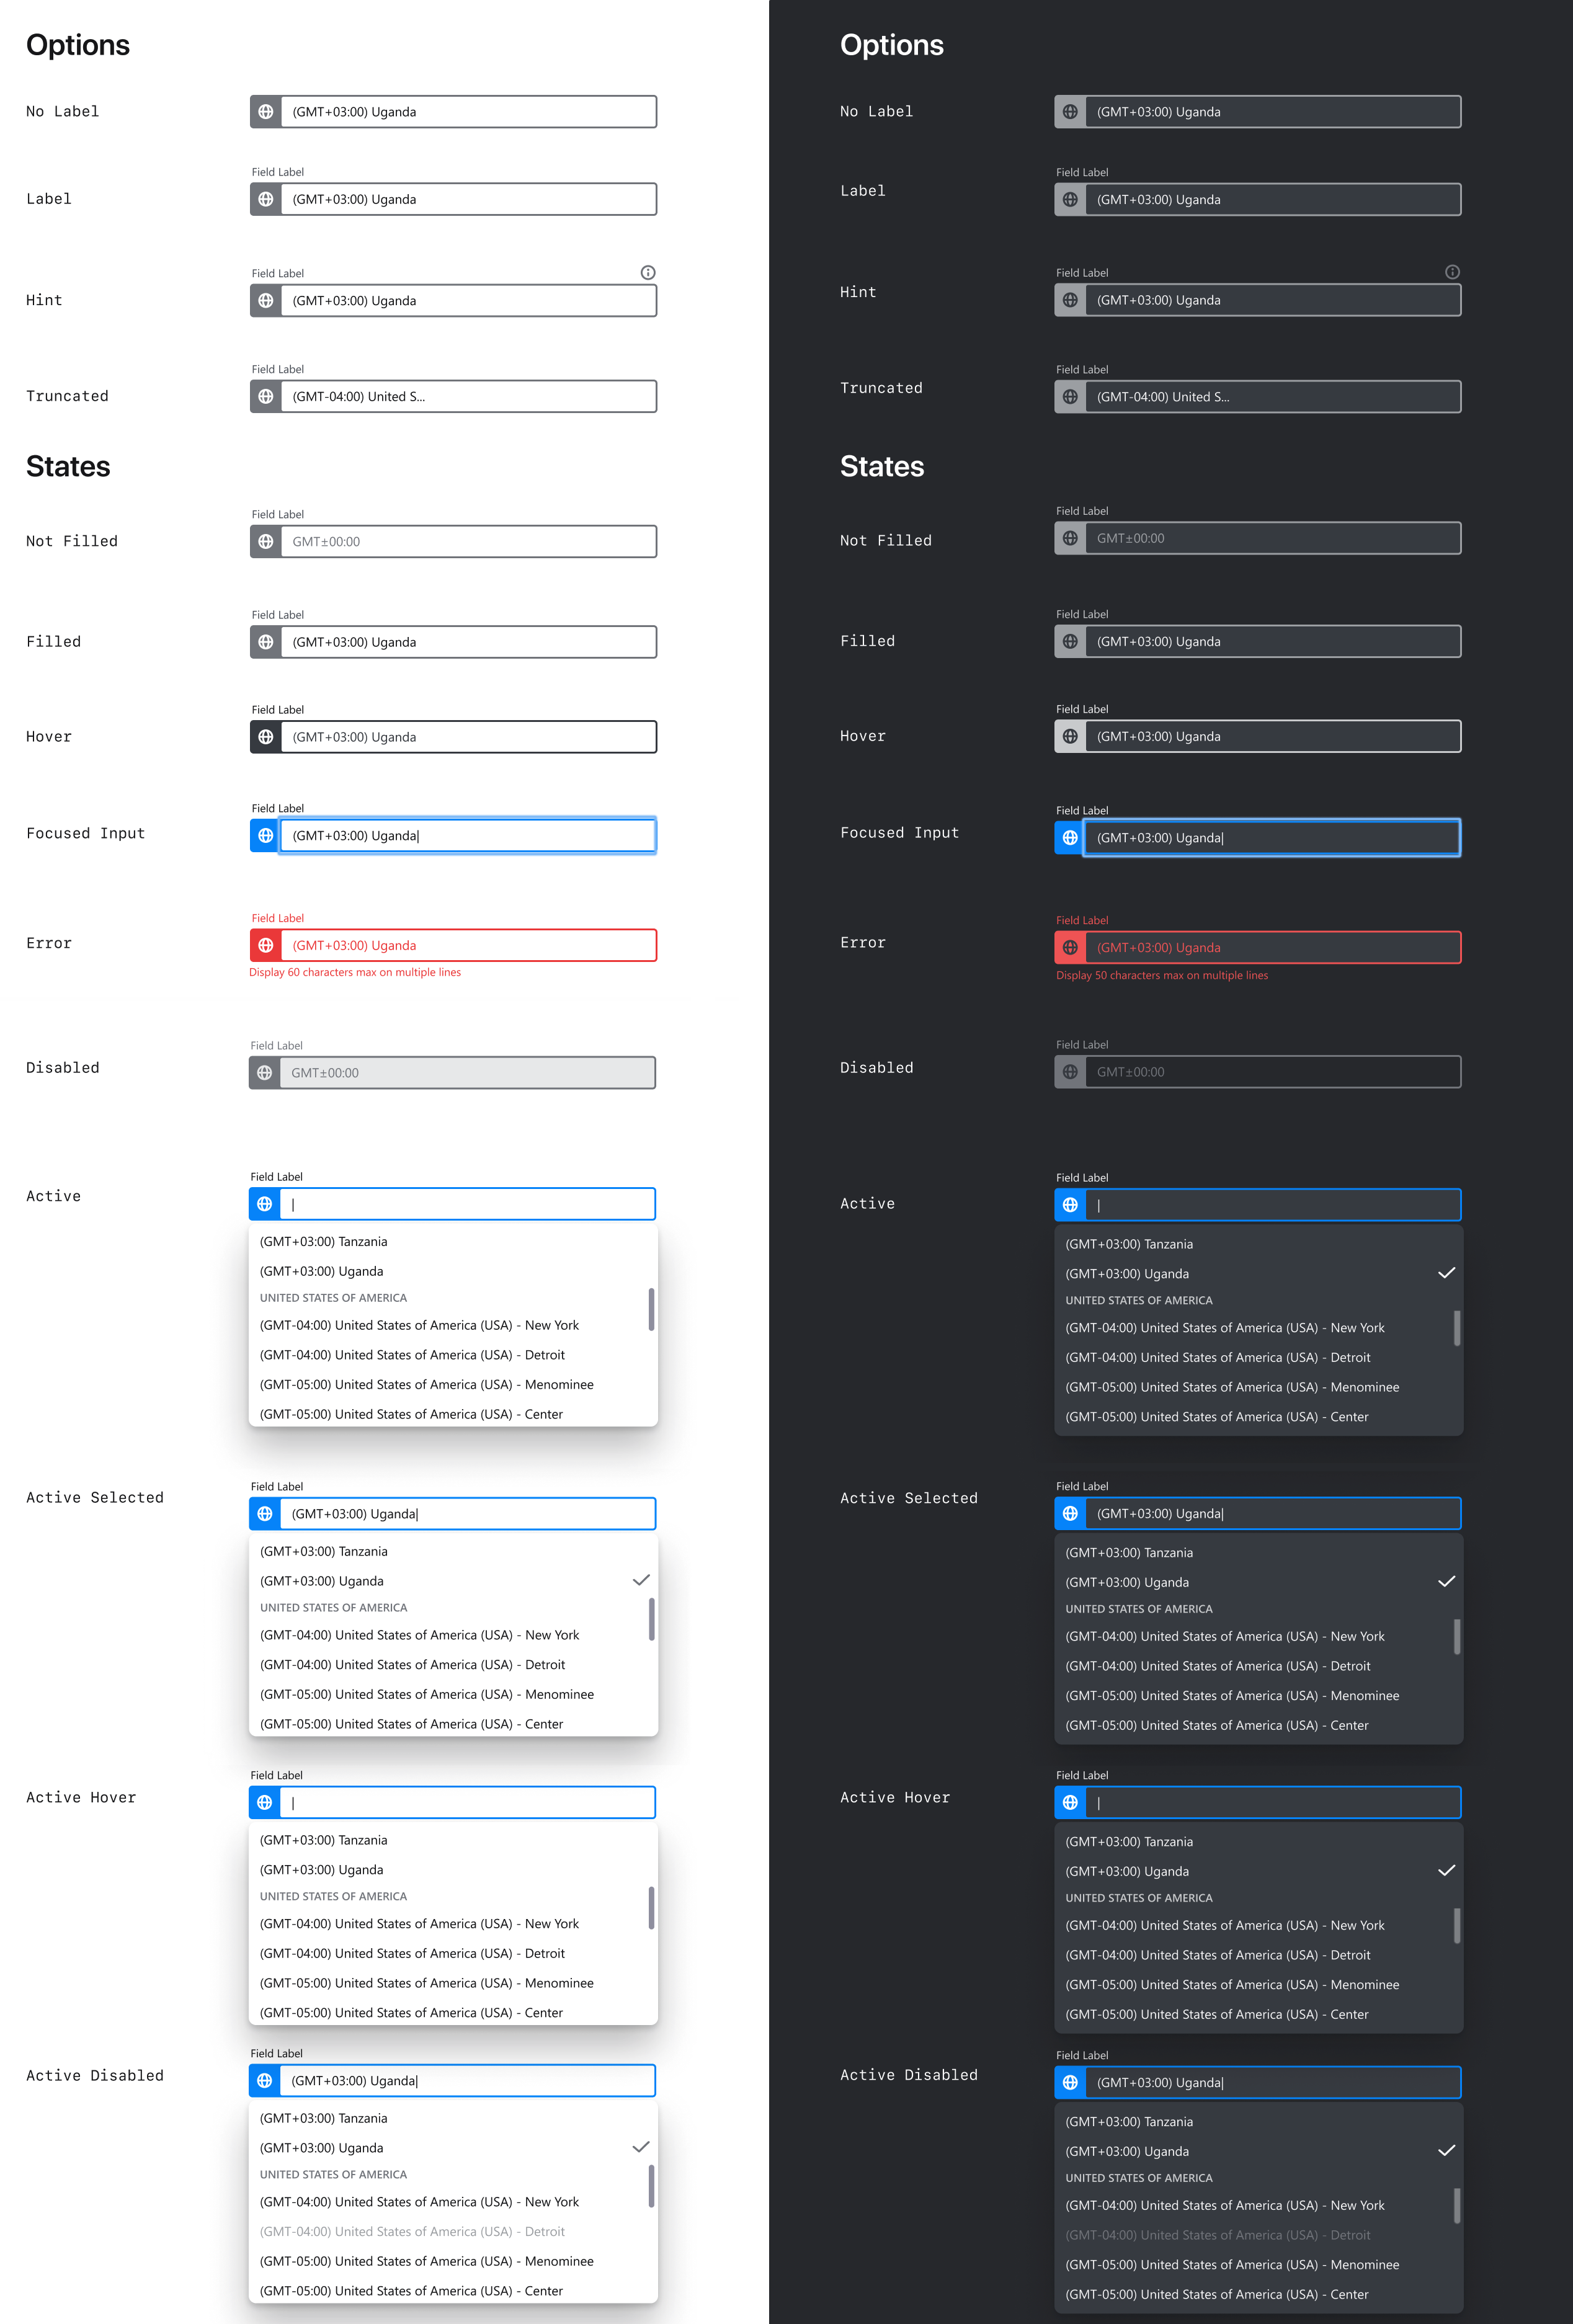 Options
No Label
(GMT+03:00) Uganda
Field Label
Label
(GMT+03:00) Uganda
Field Label
Hint
(GMT+03:00) Uganda
Field Label
Truncated
(GMT-04:00) United S...
States
Field Label
Not Filled
GMT±00:00
Field Label
Filled
(GMT+03:00) Uganda
Field Label
Hover
(GMT+03:00) Uganda
Field Label
Focused Input
(GMT+03:00) Uganda|
Field Label
Error
(GMT+03:00) Uganda
Display 60 characters max on multiple lines
Field Label
Disabled
GMT±00:00
Field Label
Active
|
(GMT+03:00) Tanzania
(GMT+03:00) Uganda
UNITED STATES OF AMERICA
(GMT-04:00) United States of America (USA) - New York
(GMT-04:00) United States of America (USA) - Detroit
(GMT-05:00) United States of America (USA) - Menominee
(GMT-05:00) United States of America (USA) - Center
Field Label
Active Selected
(GMT+03:00) Uganda|
(GMT+03:00) Tanzania
(GMT+03:00) Uganda
UNITED STATES OF AMERICA
(GMT-04:00) United States of America (USA) - New York
(GMT-04:00) United States of America (USA) - Detroit
(GMT-05:00) United States of America (USA) - Menominee
(GMT-05:00) United States of America (USA) - Center
Field Label
Active Hover
|
(GMT+03:00) Tanzania
(GMT+03:00) Uganda
UNITED STATES OF AMERICA
(GMT-04:00) United States of America (USA) - New York
(GMT-04:00) United States of America (USA) - Detroit
(GMT-05:00) United States of America (USA) - Menominee
(GMT-05:00) United States of America (USA) - Center
Field Label
Active Disabled
(GMT+03:00) Uganda|
(GMT+03:00) Tanzania
(GMT+03:00) Uganda
UNITED STATES OF AMERICA
(GMT-04:00) United States of America (USA) - New York
(GMT-04:00) United States of America (USA) - Detroit
(GMT-05:00) United States of America (USA) - Menominee
(GMT-05:00) United States of America (USA) - Center
Options
No Label
(GMT+03:00) Uganda
Field Label
Label
(GMT+03:00) Uganda
Field Label
Hint
(GMT+03:00) Uganda
Field Label
Truncated
(GMT-04:00) United S...
States
Field Label
Not Filled
GMT±00:00
Field Label
Filled
(GMT+03:00) Uganda
Field Label
Hover
(GMT+03:00) Uganda
Field Label
Focused Input
(GMT+03:00) Uganda|
Field Label
Error
(GMT+03:00) Uganda
Display 50 characters max on multiple lines
Field Label
Disabled
GMT±00:00
Field Label
Active
|
(GMT+03:00) Tanzania
(GMT+03:00) Uganda
UNITED STATES OF AMERICA
(GMT-04:00) United States of America (USA) - New York
(GMT-04:00) United States of America (USA) - Detroit
(GMT-05:00) United States of America (USA) - Menominee
(GMT-05:00) United States of America (USA) - Center
Field Label
Active Selected
(GMT+03:00) Uganda|
(GMT+03:00) Tanzania
(GMT+03:00) Uganda
UNITED STATES OF AMERICA
(GMT-04:00) United States of America (USA) - New York
(GMT-04:00) United States of America (USA) - Detroit
(GMT-05:00) United States of America (USA) - Menominee
(GMT-05:00) United States of America (USA) - Center
Field Label
Active Hover
|
(GMT+03:00) Tanzania
(GMT+03:00) Uganda
UNITED STATES OF AMERICA
(GMT-04:00) United States of America (USA) - New York
(GMT-04:00) United States of America (USA) - Detroit
(GMT-05:00) United States of America (USA) - Menominee
(GMT-05:00) United States of America (USA) - Center
Field Label
Active Disabled
(GMT+03:00) Uganda|
(GMT+03:00) Tanzania
(GMT+03:00) Uganda
UNITED STATES OF AMERICA
(GMT-04:00) United States of America (USA) - New York
(GMT-04:00) United States of America (USA) - Detroit
(GMT-05:00) United States of America (USA) - Menominee
(GMT-05:00) United States of America (USA) - Center